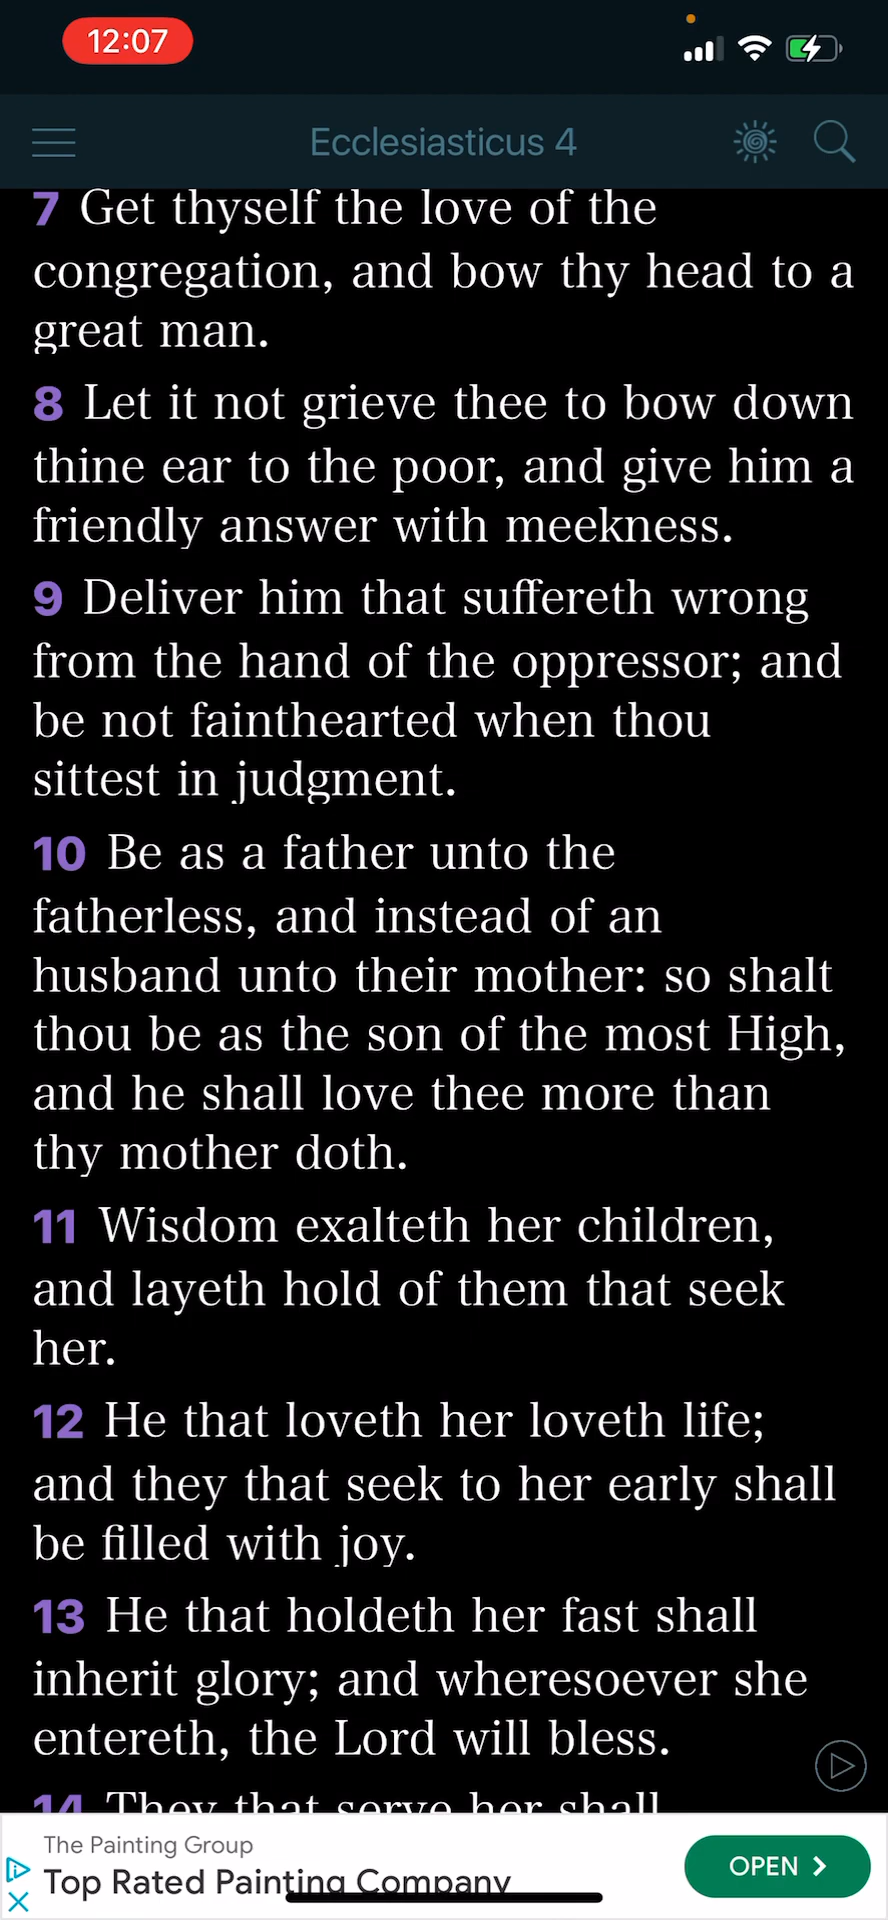 12:07
Ecclesiasticus 4
7 Get thyself the love of the
congregation, and bow thy head to a
great man.
8 Let it not grieve thee to bow down
thine ear to the poor, and give him a
friendly answer with meekness.
9 Deliver him that suffereth wrong
from the hand of the oppressor; and
be not fainthearted when thou
sittest in judgment.
10 Be as a father unto the
fatherless, and instead of an
husband unto their mother: so shalt
thou be as the son of the most High,
and he shall love thee more than
thy mother doth.
11 Wisdom exalteth her children,
and layeth hold of them that seek
her.
12 He that loveth her loveth life;
and they that seek to her early shall
be filled with joy.
13 He that holdeth her fast shall
inherit glory; and wheresoever she
entereth, the Lord will bless.
14 They that serve her shall
The Painting Group
Top Rated Painting Company
OPEN